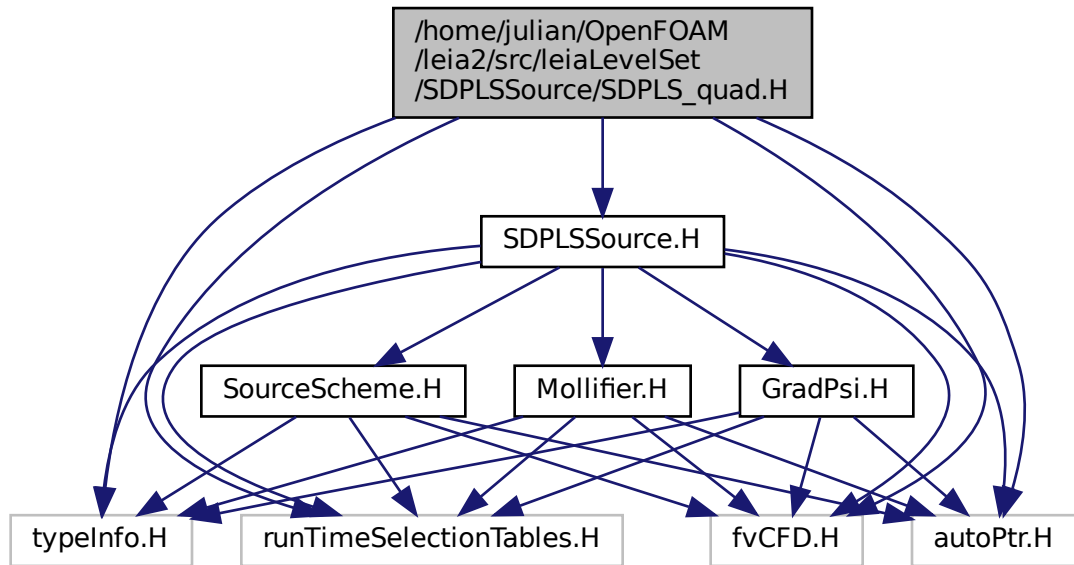 /home/julian/OpenFOAM
/leia2/src/leiaLevelSet
/SDPLSSource/SDPLS_quad.H
SDPLSSource.H
SourceScheme.H
Mollifier.H
GradPsi.H
typeInfo.H
runTimeSelectionTables.H
fvCFD.H
autoPtr.H